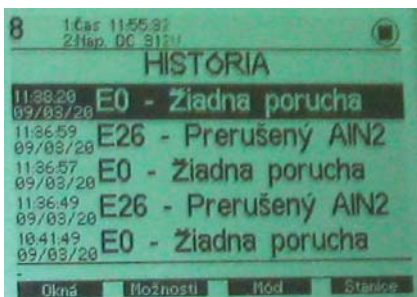 8
1:Čas 11:55:32
2:Nap. DC 312V
HISTÓRIA
11:38:20 E0 - Žiadna porucha
09/03/20
11:36:59 E26 - Prerušený AIN2
09/03/20
11:36:57 E0 - Žiadna porucha
09/03/20
11:36:49 E26 - Prerušený AIN2
09/03/20
10:41:49 E0 - Žiadna porucha
09/03/20
-
Okná Možnosti Mód Stanice